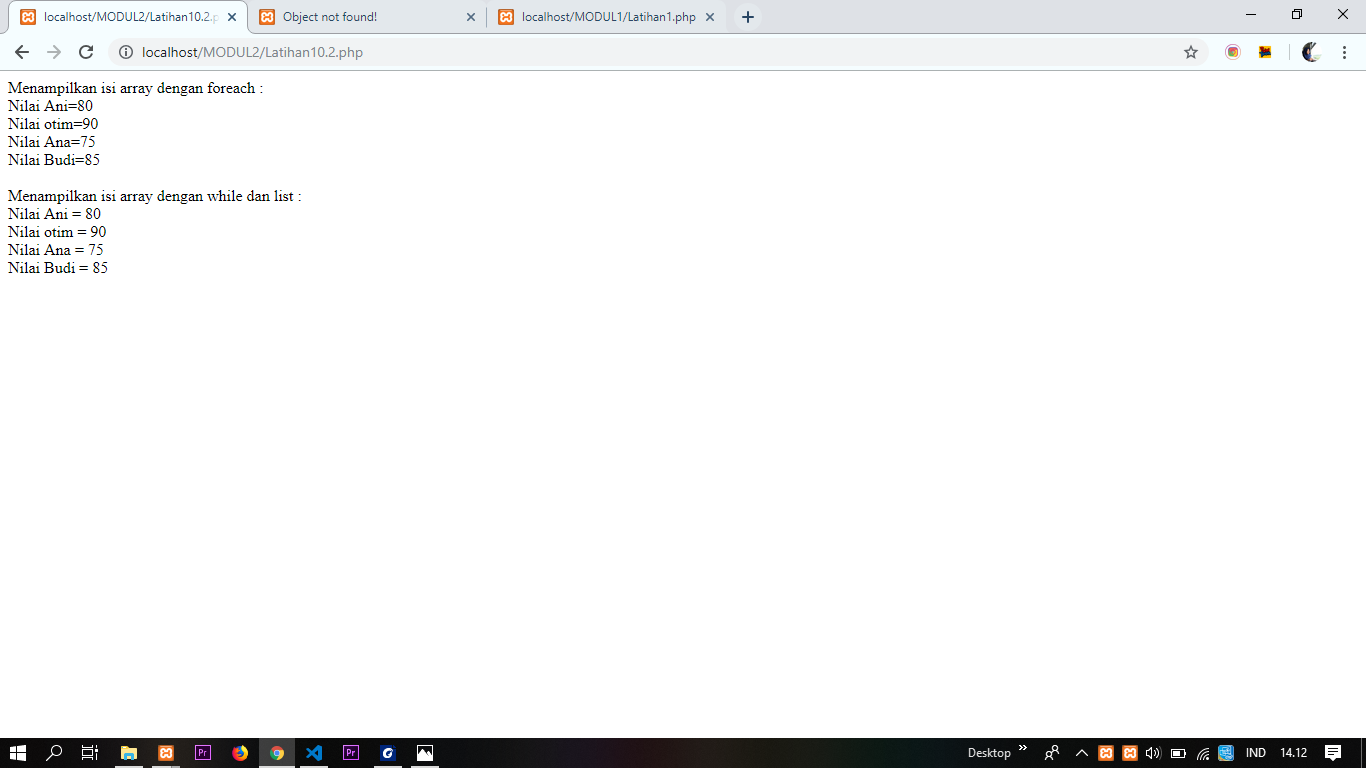 localhost/MODUL2/Latihan10.2.p
Object not found!
localhost/MODUL1/Latihan1.php
localhost/MODUL2/Latihan10.2.php
Menampilkan isi array dengan foreach :
Nilai Ani=80
Nilai otim=90
Nilai Ana=75
Nilai Budi=85
Menampilkan isi array dengan while dan list :
Nilai Ani = 80
Nilai otim = 90
Nilai Ana = 75
Nilai Budi = 85
Pr
Pr
G
Desktop
IND
14.12